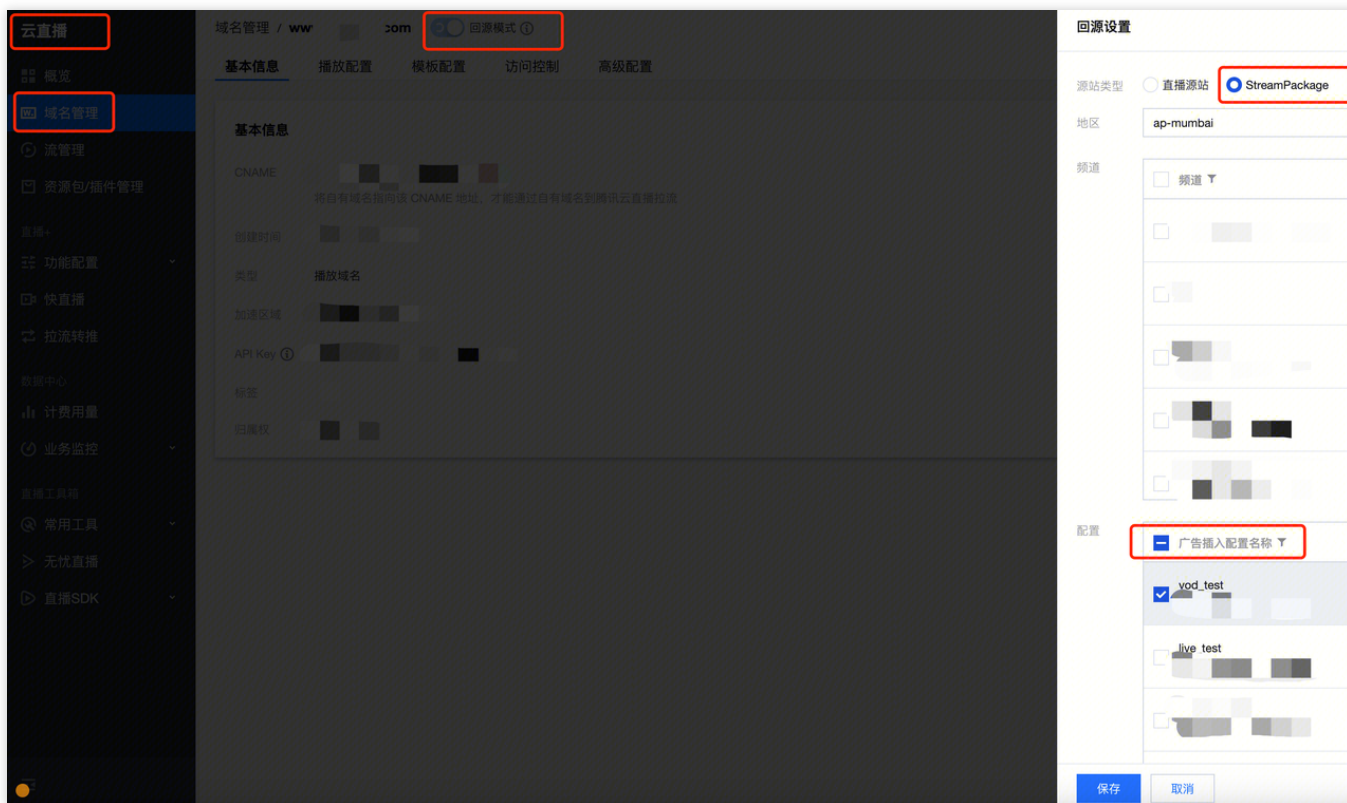 云直播
概览
域名管理
流管理
资源包/插件管理
直播+
功能配置
快直播
拉流转推
数据中心
计费用量
业务监控
直播工具箱
常用工具
无忧直播
直播SDK
域名管理 / ww com 回源模式
基本信息 播放配置 模板配置 访问控制 高级配置
基本信息
CNAME
将自有域名指向该 CNAME 地址，才能通过自有域名到腾讯云直播拉流
创建时间
类型 播放域名
加速区域
API Key
标签
归属权
回源设置
源站类型 直播源站 StreamPackage
地区 ap-mumbai
频道 频道
配置 广告插入配置名称
vod_test
live_test
保存 取消